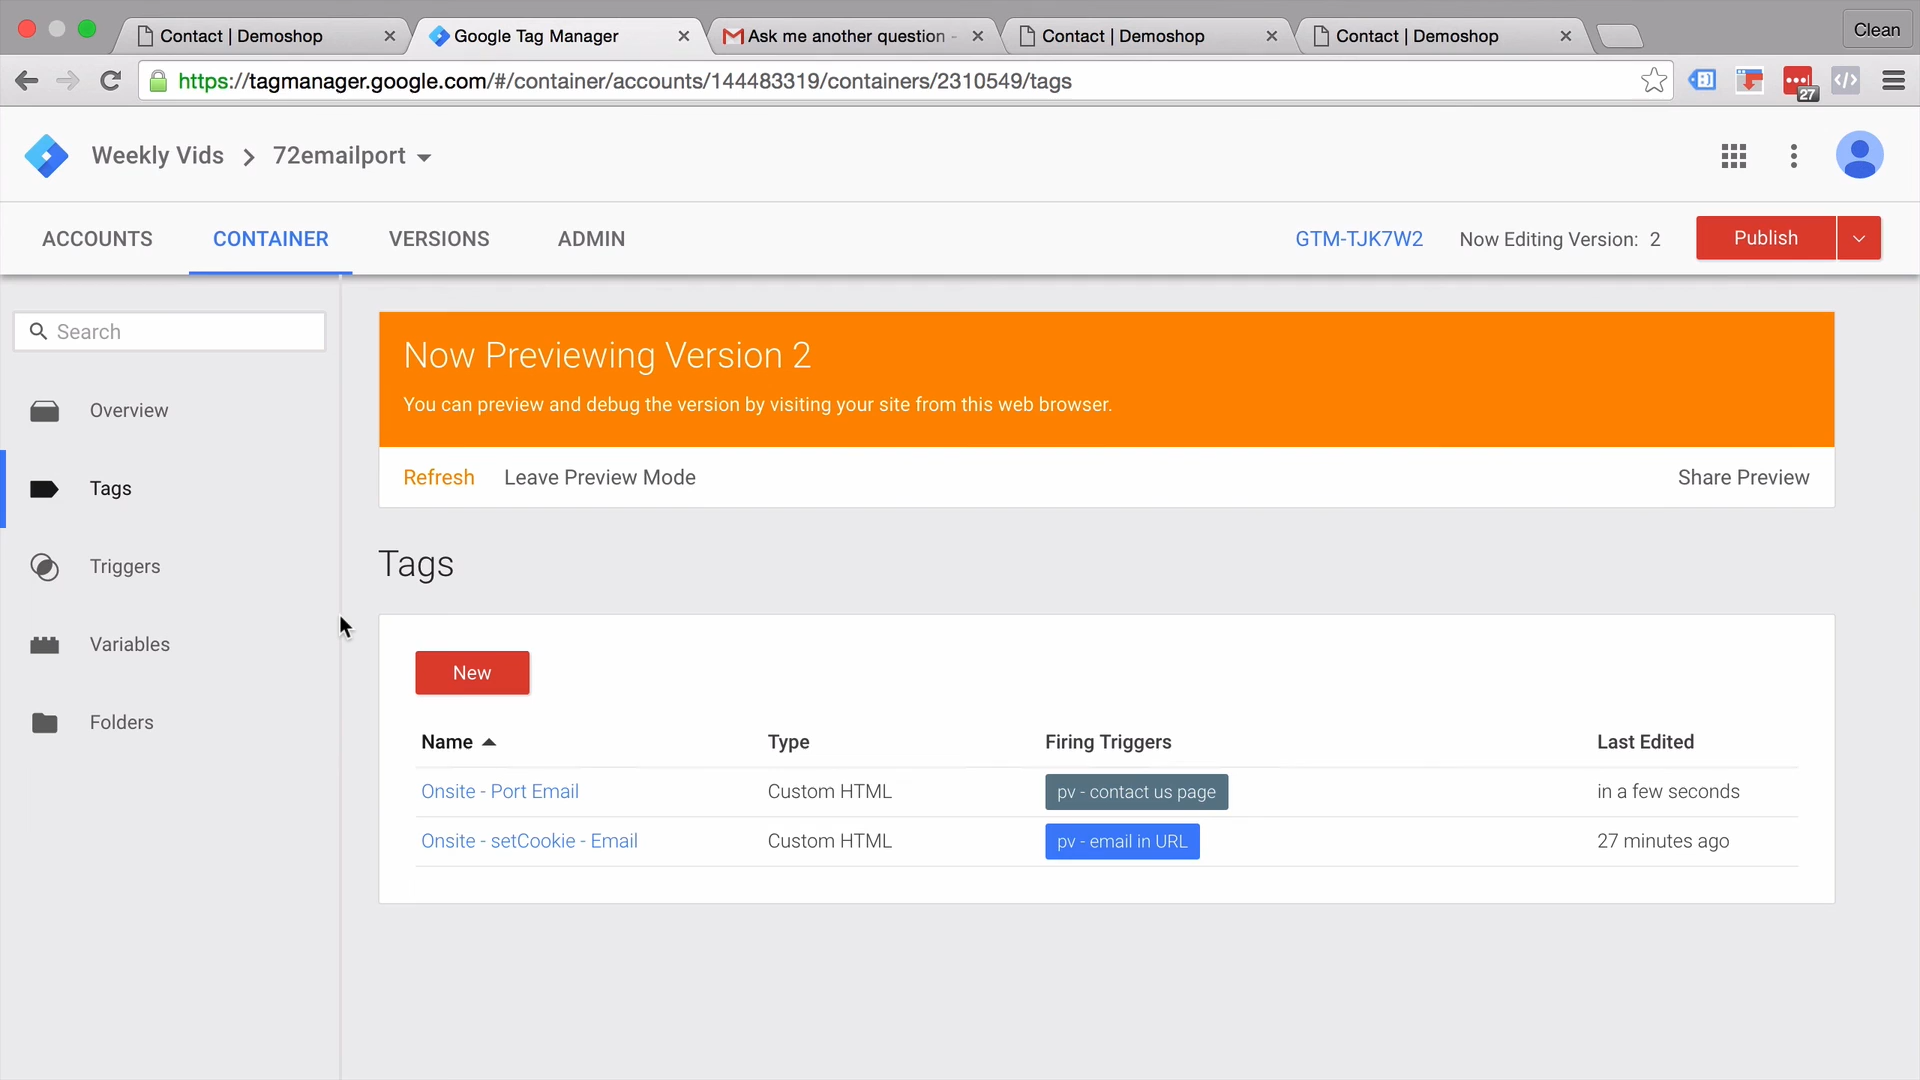 Contact | Demoshop
Google Tag Manager
Ask me another question -
Contact | Demoshop
Contact | Demoshop
Clean
https://tagmanager.google.com/#/container/accounts/144483319/containers/2310549/tags
27
Weekly Vids > 72emailport
ACCOUNTS
CONTAINER
VERSIONS
ADMIN
GTM-TJK7W2
Now Editing Version: 2
Publish
Search
Overview
Tags
Triggers
Variables
Folders
Now Previewing Version 2
You can preview and debug the version by visiting your site from this web browser.
Refresh
Leave Preview Mode
Share Preview
Tags
New
Name
Type
Firing Triggers
Last Edited
Onsite - Port Email
Custom HTML
pv - contact us page
in a few seconds
Onsite - setCookie - Email
Custom HTML
pv - email in URL
27 minutes ago